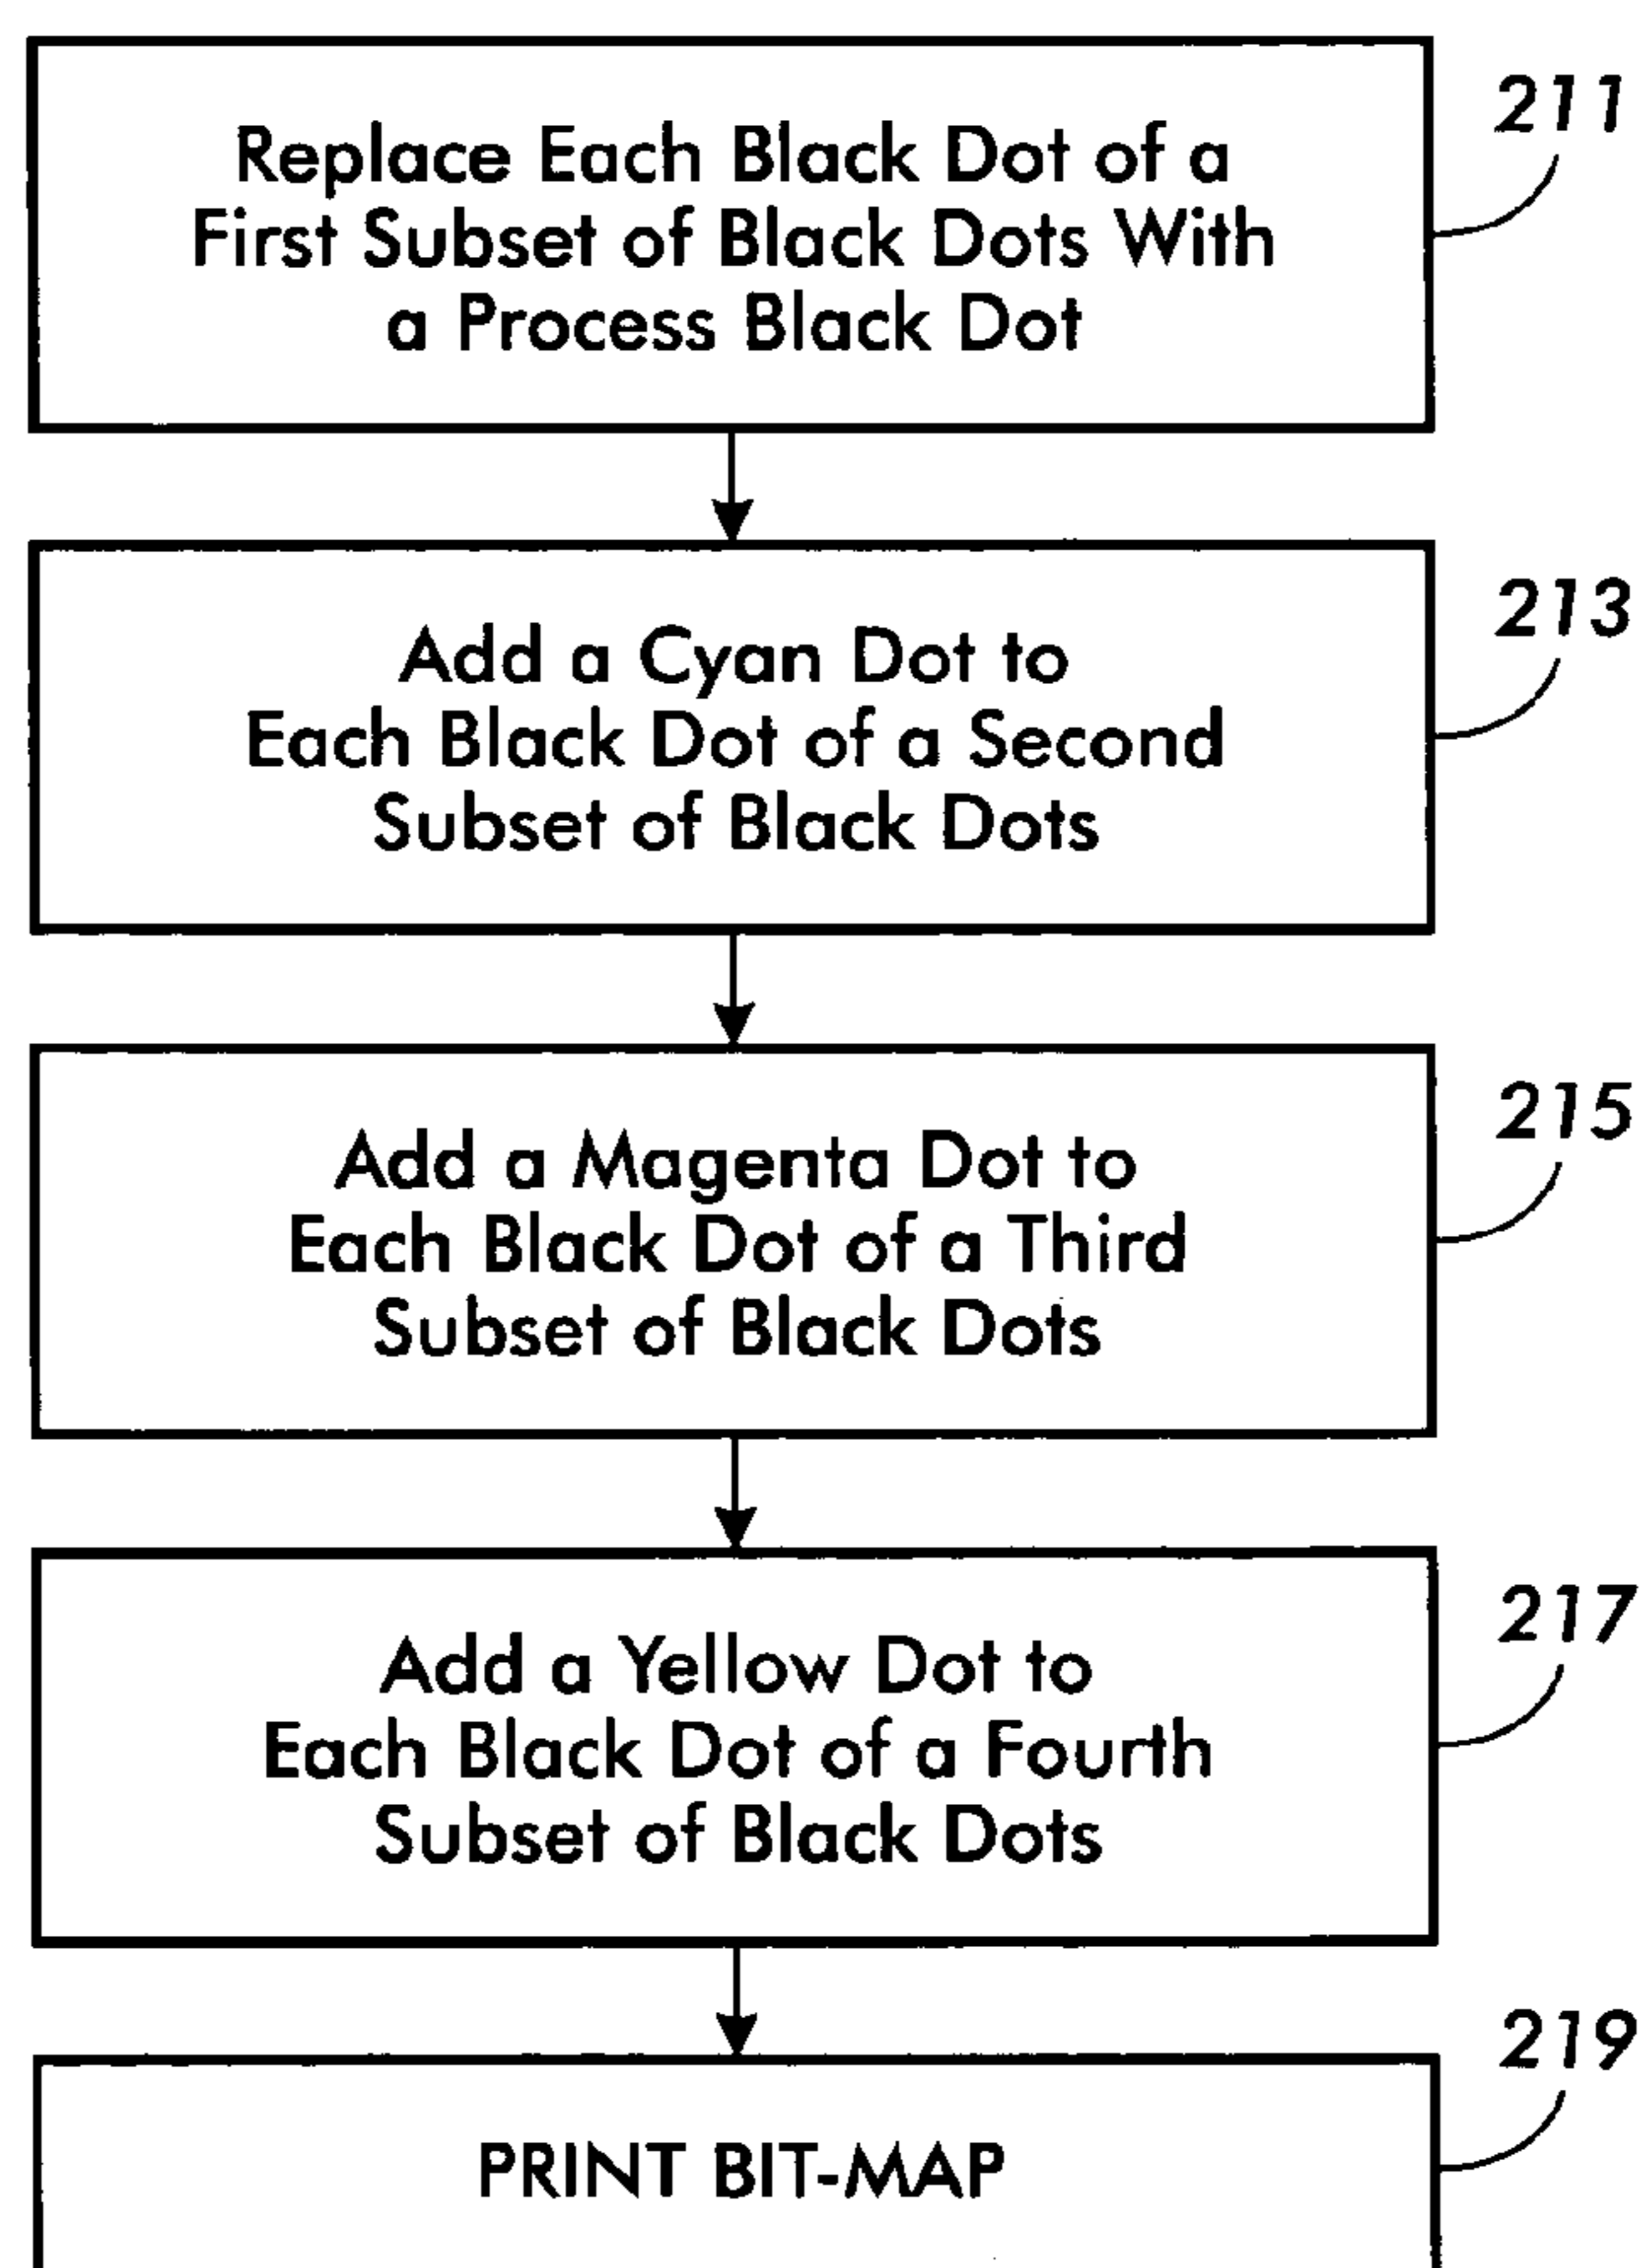 211
Replace Each Black Dot of a
First Subset of Black Dots With
a Process Black Dot
213
Add a Cyan Dot to
Each Black Dot of a Second
Subset of Black Dots
215
Add a Magenta Dot to
Each Black Dot of a Third
Subset of Black Dots
217
Add a Yellow Dot to
Each Black Dot of a Fourth
Subset of Black Dots
219
PRINT BIT-MAP